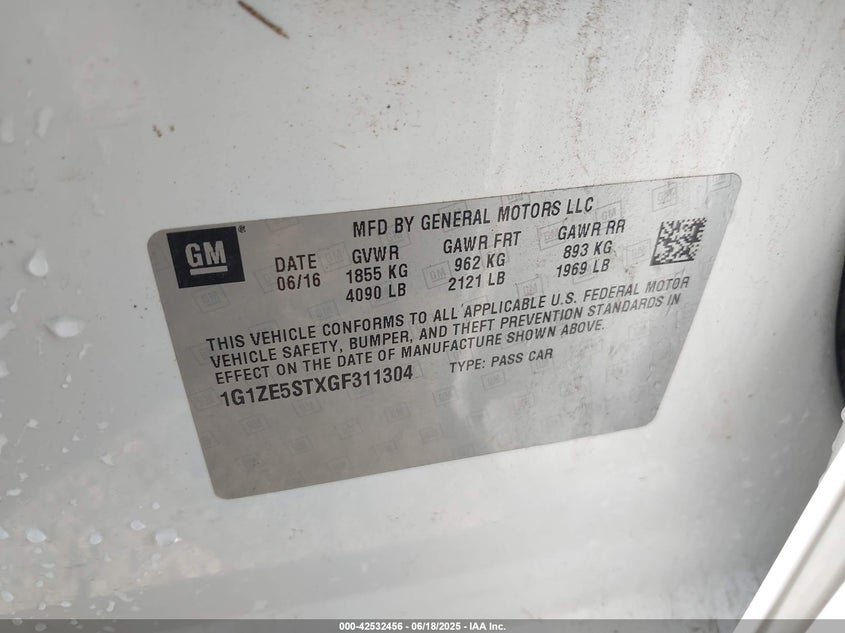 GM
MFD BY GENERAL MOTORS LLC
DATE GVWR GAWR FRT GAWR RR
06/16 1855 KG 962 KG 893 KG
4090 LB 2121 LB 1969 LB
THIS VEHICLE CONFORMS TO ALL APPLICABLE U.S. FEDERAL MOTOR
VEHICLE SAFETY, BUMPER, AND THEFT PREVENTION STANDARDS IN
EFFECT ON THE DATE OF MANUFACTURE SHOWN ABOVE.
1G1ZE5STXGF311304 TYPE: PASS CAR
000-42532456 - 06/18/2025 - IAA Inc.